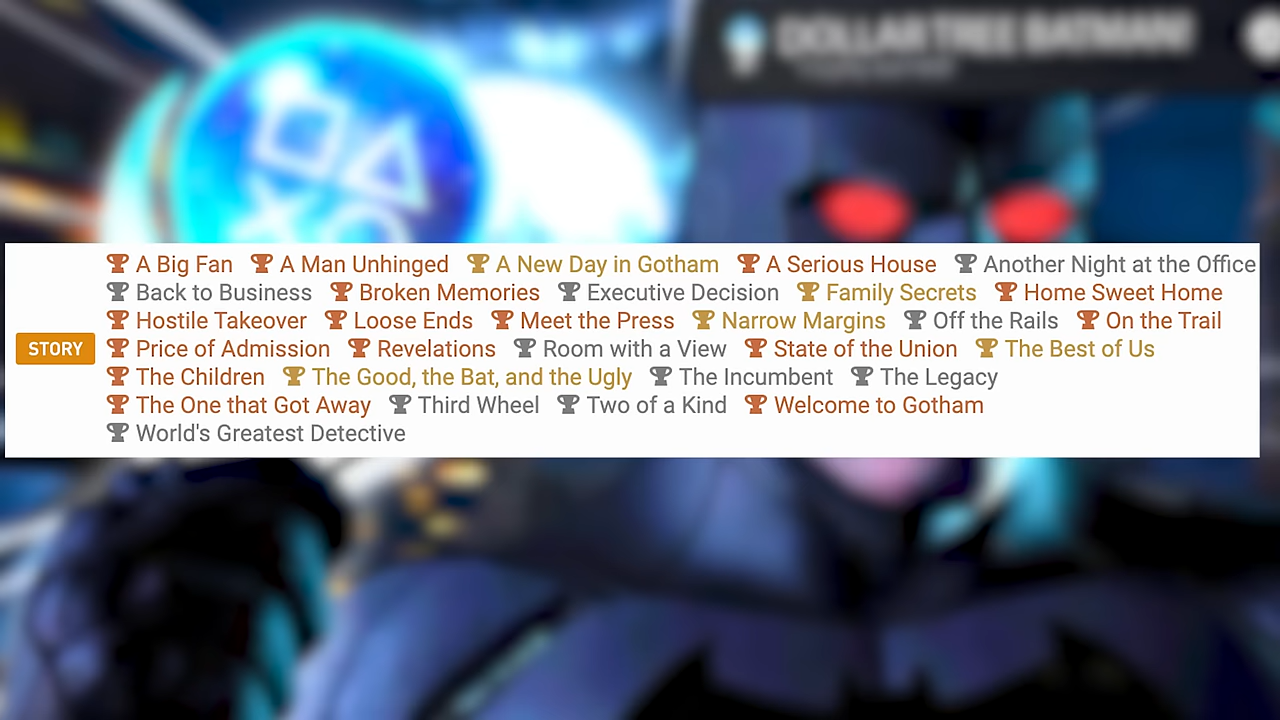 DOLLAR TREE BATMAN!
A Big Fan A Man Unhinged A New Day in Gotham A Serious House Another Night at the Office
Back to Business Broken Memories Executive Decision Family Secrets Home Sweet Home
Hostile Takeover Loose Ends Meet the Press Narrow Margins Off the Rails On the Trail
STORY
Price of Admission Revelations Room with a View State of the Union The Best of Us
The Children The Good, the Bat, and the Ugly The Incumbent The Legacy
The One that Got Away Third Wheel Two of a Kind Welcome to Gotham
World's Greatest Detective